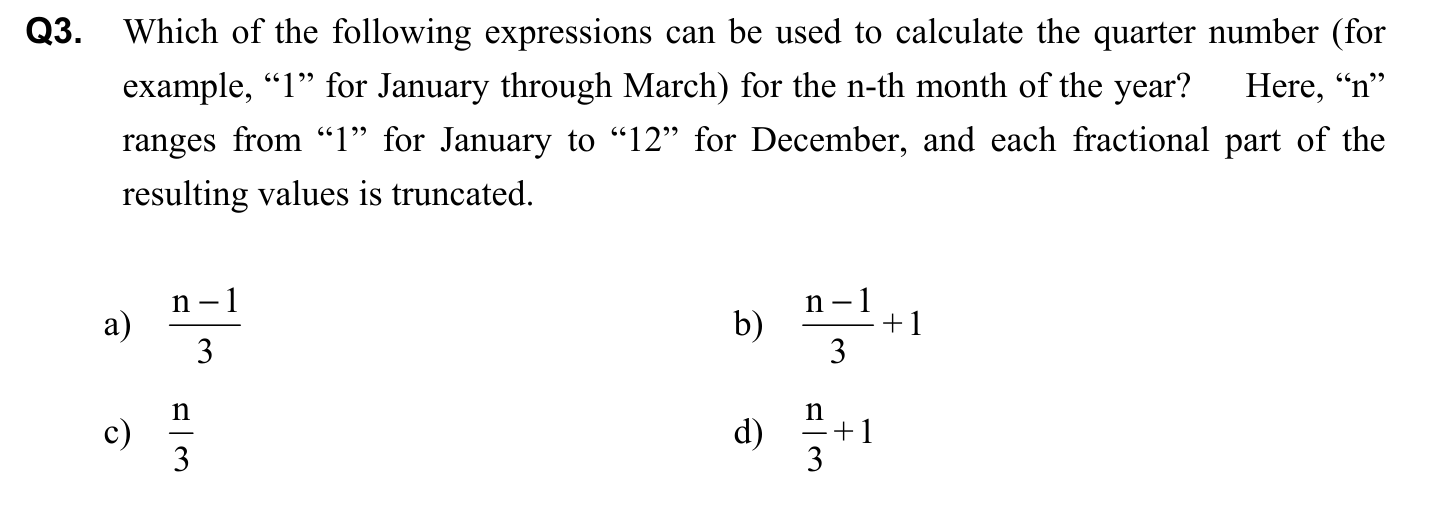 Q3. Which of the following expressions can be used to calculate the quarter number (for
example, “1” for January through March) for the n-th month of the year? Here, “n”
ranges from “1” for January to “12” for December, and each fractional part of the
resulting values is truncated.
a) (n − 1)/3 b) (n − 1)/3 + 1
c) n/3 d) n/3 + 1